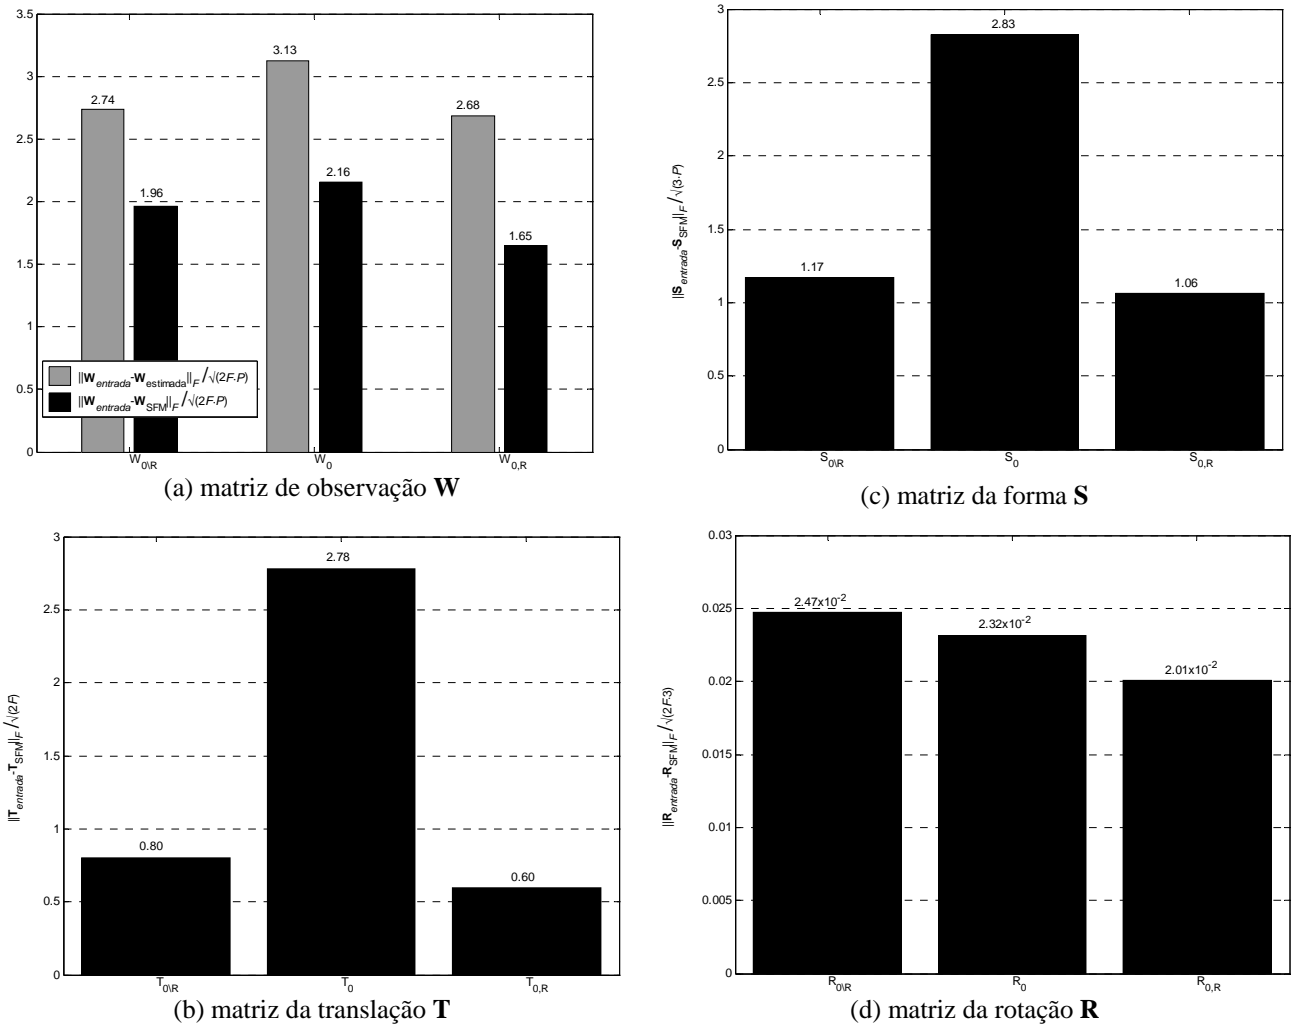 3.5
3
2.5
2
1.5
1
0.5
0
2.74
1.96
3.13
2.16
2.68
1.65
||W_entrada-W_estimada||_F/√(2F·P)
||W_entrada-W_SFM||_F/√(2F·P)
W_0\R W_0 W_0,R
(a) matriz de observação W
||S_entrada-S_SFM||_F/√(3·P)
3
2.5
2
1.5
1
0.5
0
1.17
2.83
1.06
S_0\R S_0 S_0,R
(c) matriz da forma S
||T_entrada-T_SFM||_F/√(2F)
3
2.5
2
1.5
1
0.5
0
0.80
2.78
0.60
T_0\R T_0 T_0,R
(b) matriz da translação T
||R_entrada-R_SFM||_F/√(2F·3)
0.03
0.025
0.02
0.015
0.01
0.005
0
2.47x10^-2
2.32x10^-2
2.01x10^-2
R_0\R R_0 R_0,R
(d) matriz da rotação R